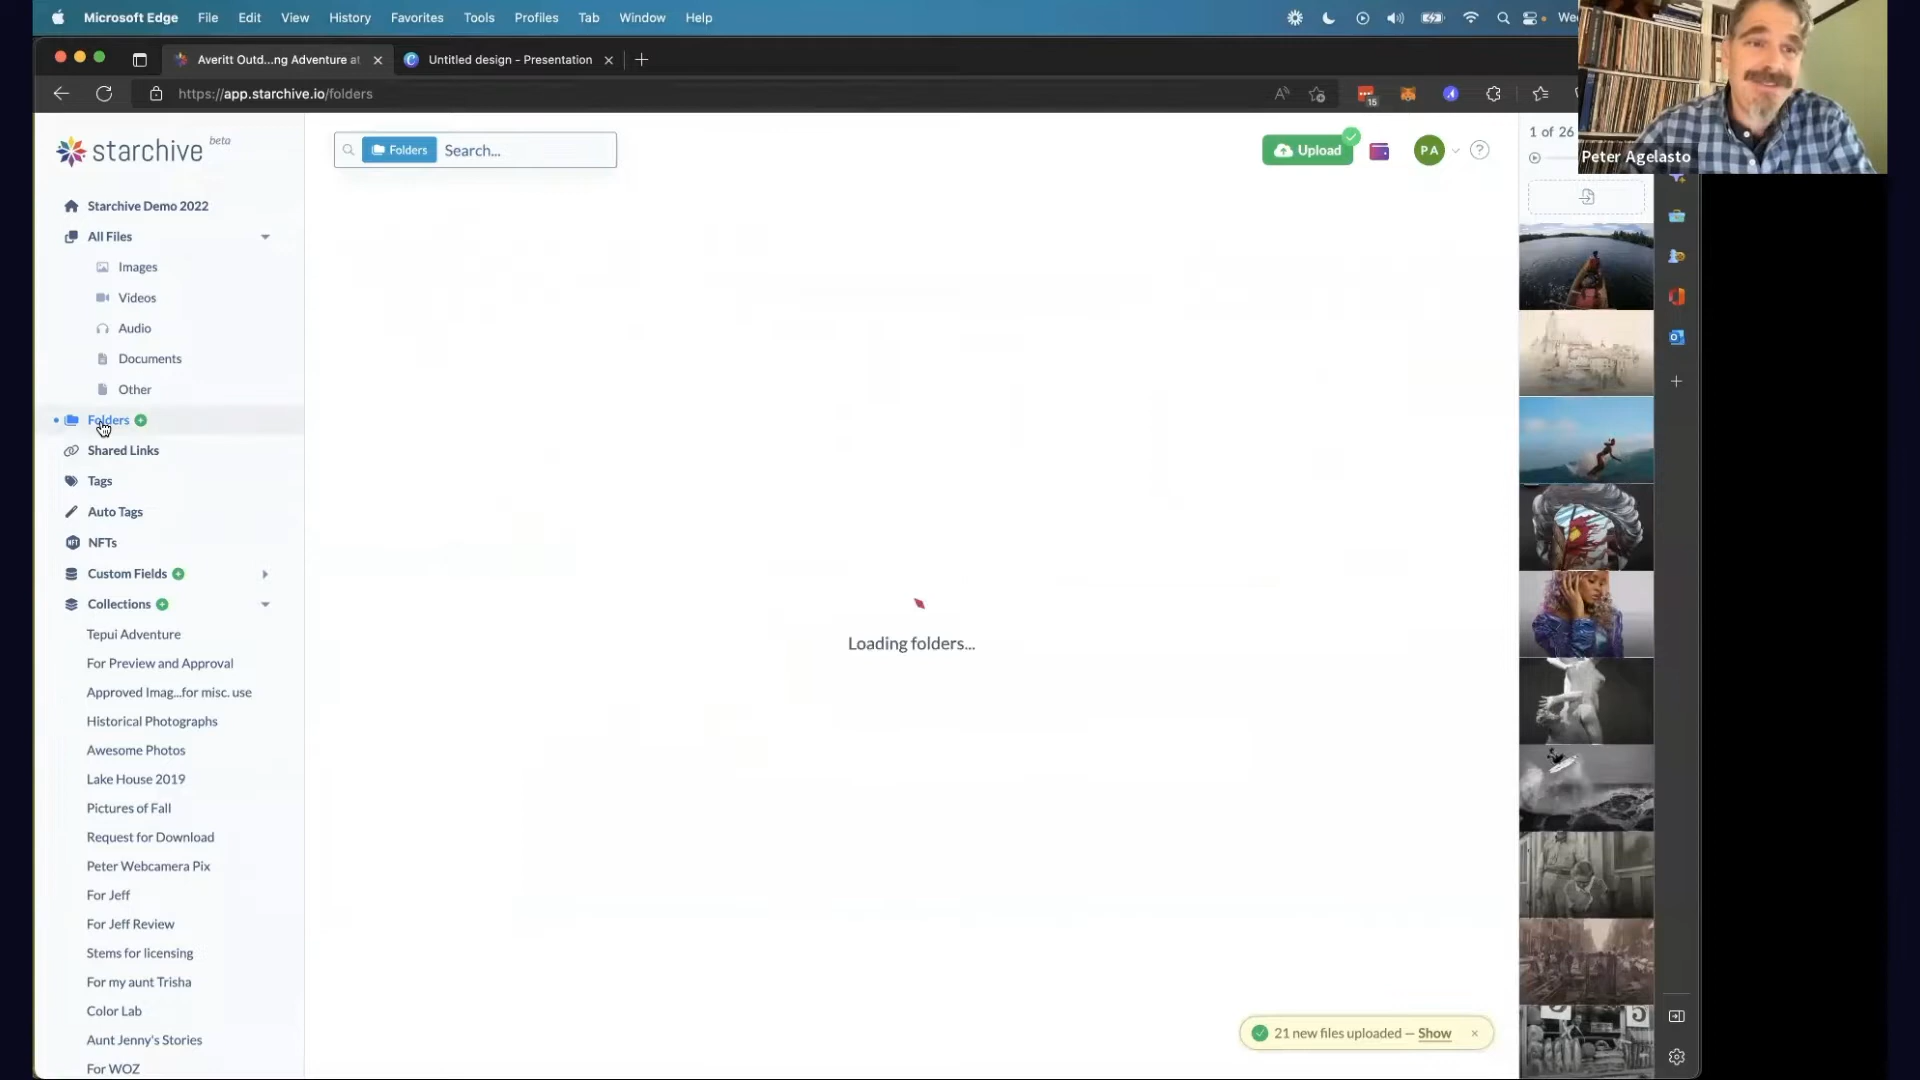 Microsoft Edge File Edit View History Favorites Tools Profiles Tab Window Help
Averitt Outd...ng Adventure at
Untitled design - Presentation
https://app.starchive.io/folders
15
starchive beta
Folders Search...
Upload
PA
1 of 26
Peter Agelasto
Starchive Demo 2022
All Files
Images
Videos
Audio
Documents
Other
Folders
Shared Links
Tags
Auto Tags
NFTs
Custom Fields
Collections
Tepui Adventure
For Preview and Approval
Approved Imag...for misc. use
Historical Photographs
Awesome Photos
Lake House 2019
Pictures of Fall
Request for Download
Peter Webcamera Pix
For Jeff
For Jeff Review
Stems for licensing
For my aunt Trisha
Color Lab
Aunt Jenny's Stories
For WOZ
Loading folders...
21 new files uploaded — Show